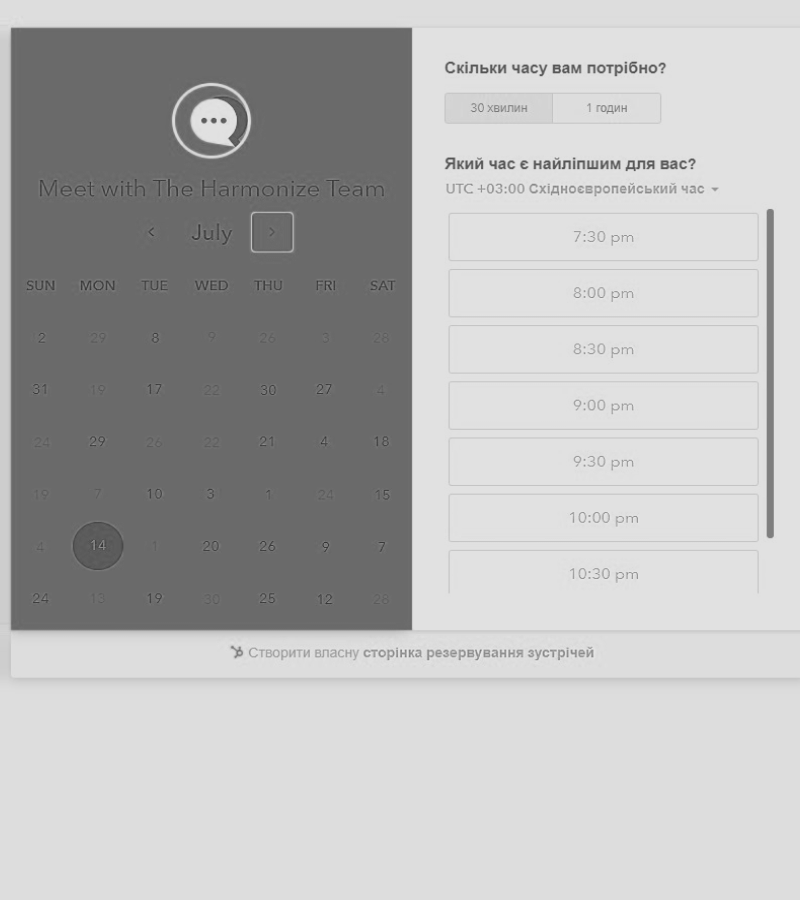 Meet with The Harmonize Team
July
SUN MON TUE WED THU FRI SAT
2 29 8 9 26 3 28
31 19 17 22 30 27 4
24 29 26 22 21 4 18
19 7 10 3 1 24 15
4 14 1 20 26 9 7
24 13 19 30 25 12 28
Скільки часу вам потрібно?
30 хвилин 1 годин
Який час є найліпшим для вас?
UTC +03:00 Східноєвропейський час
7:30 pm
8:00 pm
8:30 pm
9:00 pm
9:30 pm
10:00 pm
10:30 pm
Створити власну сторінка резервування зустрічей